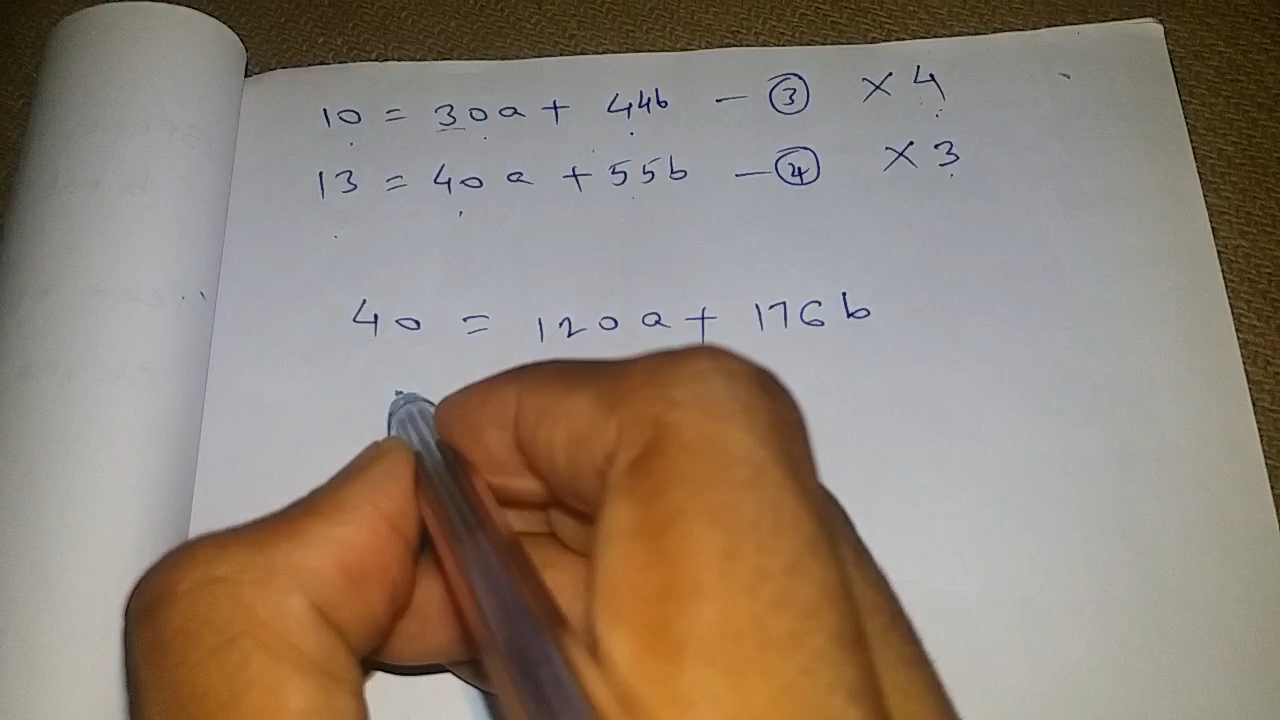 10 = 30a + 44b - ③ × 4
13 = 40a + 55b - ④ × 3
40 = 120a + 176b